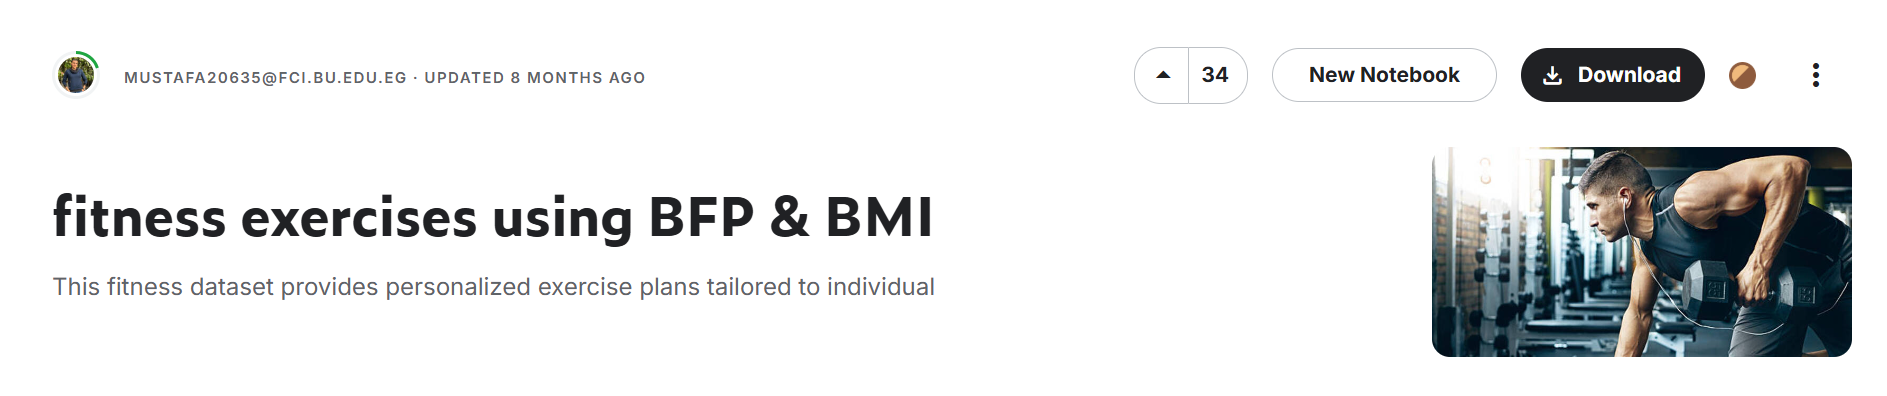 MUSTAFA20635@FCI.BU.EDU.EG · UPDATED 8 MONTHS AGO
34
New Notebook
Download
fitness exercises using BFP & BMI
This fitness dataset provides personalized exercise plans tailored to individual